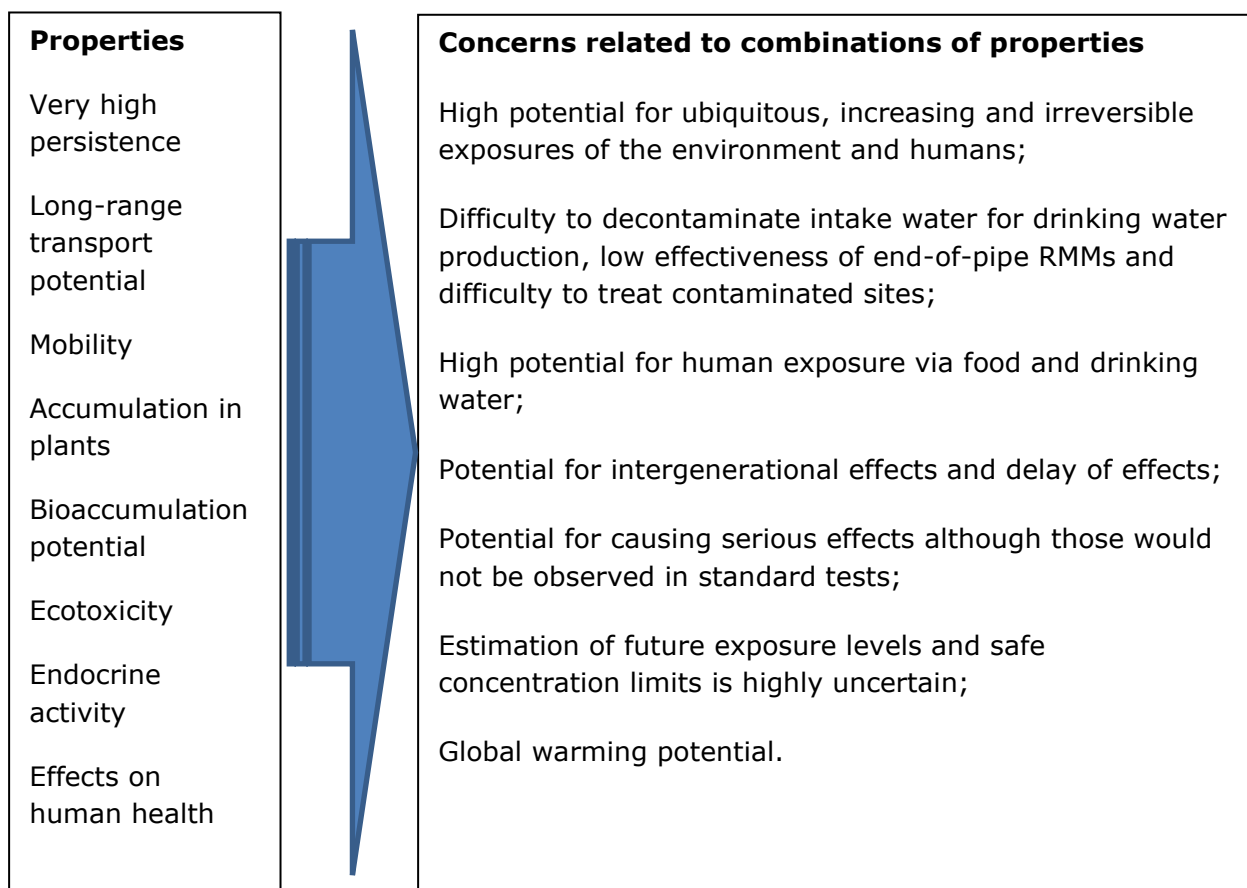 Properties
Very high
persistence
Long-range
transport
potential
Mobility
Accumulation in
plants
Bioaccumulation
potential
Ecotoxicity
Endocrine
activity
Effects on
human health
Concerns related to combinations of properties
High potential for ubiquitous, increasing and irreversible
exposures of the environment and humans;
Difficulty to decontaminate intake water for drinking water
production, low effectiveness of end-of-pipe RMMs and
difficulty to treat contaminated sites;
High potential for human exposure via food and drinking
water;
Potential for intergenerational effects and delay of effects;
Potential for causing serious effects although those would
not be observed in standard tests;
Estimation of future exposure levels and safe
concentration limits is highly uncertain;
Global warming potential.